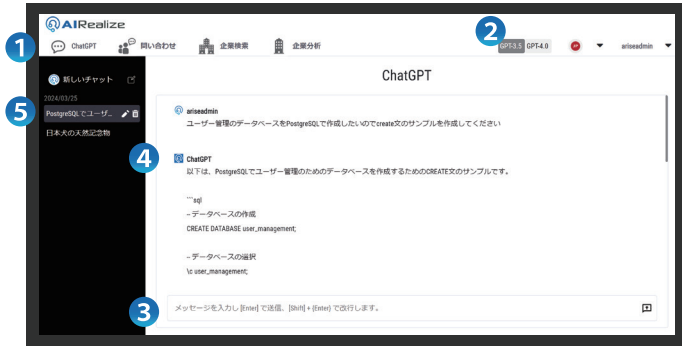 AIRealize
1
ChatGPT
問い合わせ
企業検索
企業分析
2
GPT-3.5 GPT-4.0
ariseadmin
新しいチャット
ChatGPT
2024/03/25
5
PostgreSQLでユーザ..
日本犬の天然記念物
ariseadmin
ユーザー管理のデータベースをPostgreSQLで作成したいのでcreate文のサンプルを作成してください
4
ChatGPT
以下は、PostgreSQLでユーザー管理のためのデータベースを作成するためのCREATE文のサンプルです。
```sql
-- データベースの作成
CREATE DATABASE user_management;
-- データベースの選択
\c user_management;
3
メッセージを入力し [Enter] で送信、[Shift] + (Enter) で改行します。